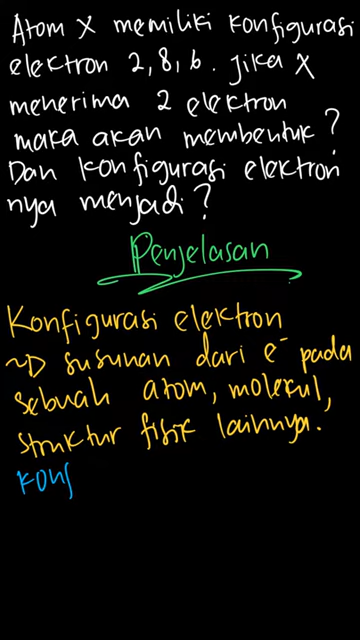 Atom X memiliki konfigurasi
elektron 2, 8, 6. jika X
menerima 2 elektron
maka akan membentuk?
Dan konfigurasi elektron
nya menjadi?
Penjelasan
Konfigurasi elektron
~D susunan dari e⁻ pada
sebuah atom, molekul,
struktur fisik lainnya.
kong